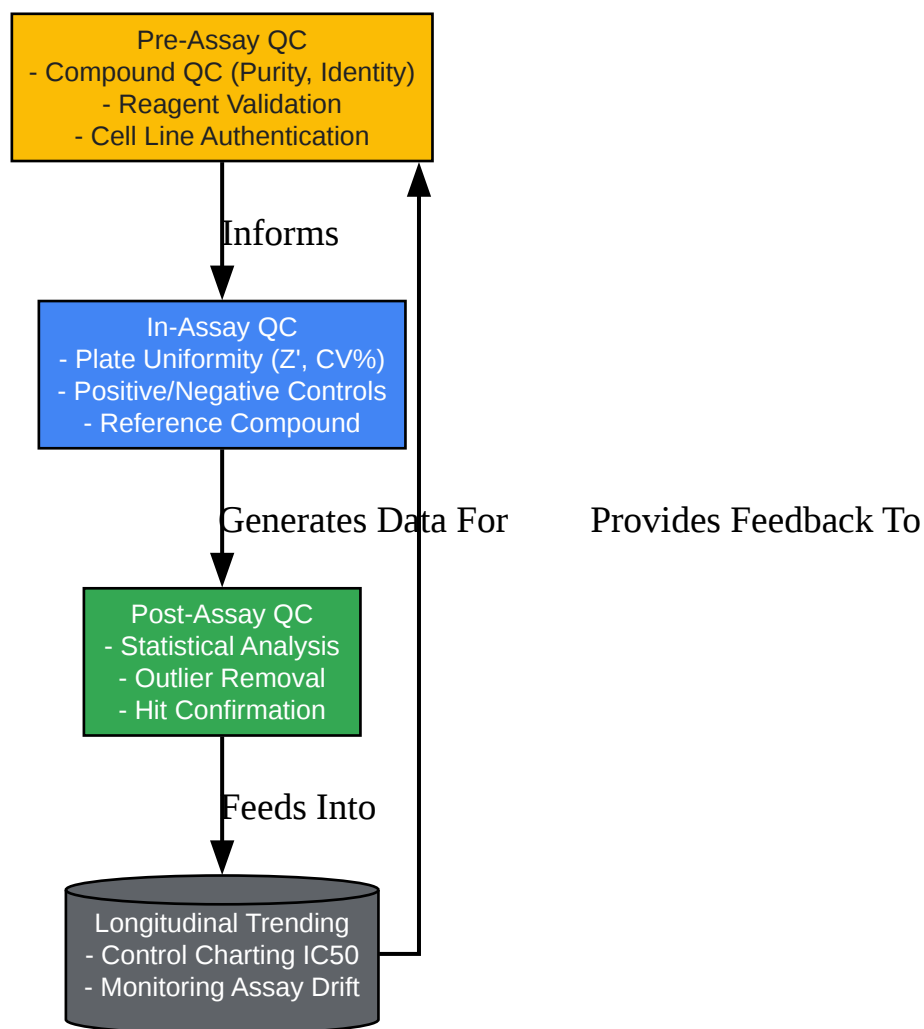 Pre-Assay QC
- Compound QC (Purity, Identity)
- Reagent Validation
- Cell Line Authentication
Informs
In-Assay QC
- Plate Uniformity (Z', CV%)
- Positive/Negative Controls
- Reference Compound
Generates Data For
Provides Feedback To
Post-Assay QC
- Statistical Analysis
- Outlier Removal
- Hit Confirmation
Feeds Into
Longitudinal Trending
- Control Charting IC50
- Monitoring Assay Drift